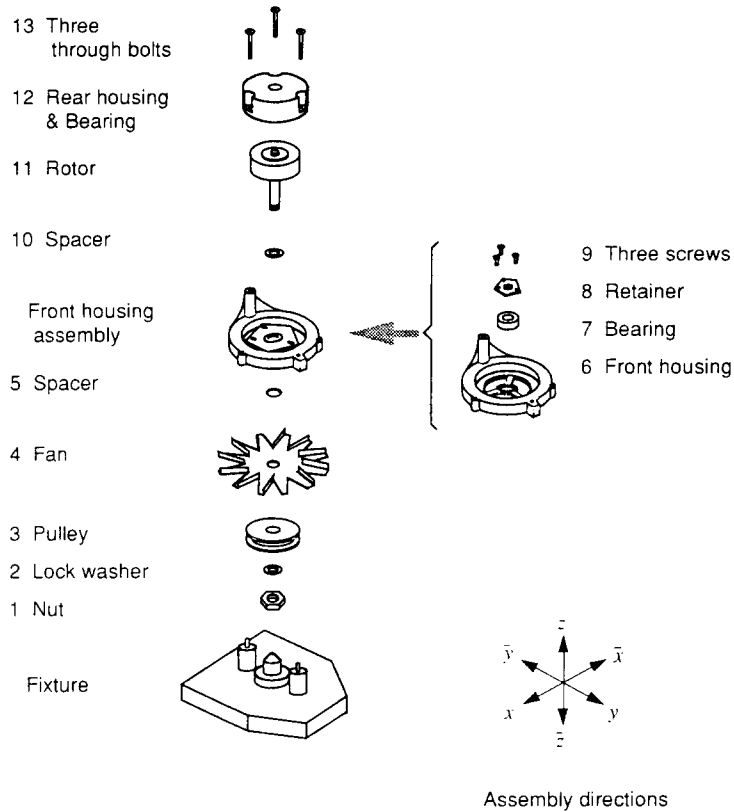 13 Three
through bolts
12 Rear housing
& Bearing
11 Rotor
10 Spacer
Front housing
assembly
5 Spacer
4 Fan
3 Pulley
2 Lock washer
1 Nut
Fixture
9 Three screws
8 Retainer
7 Bearing
6 Front housing
z
ȳ
x̄
x
y
z̄
Assembly directions